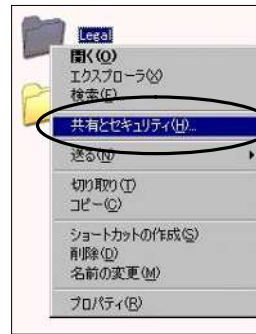 Legal
開く(O)
エクスプローラ(X)
検索(E)
共有とセキュリティ(H)...
送る(N)
切り取り(T)
コピー(C)
ショートカットの作成(S)
削除(D)
名前の変更(M)
プロパティ(R)